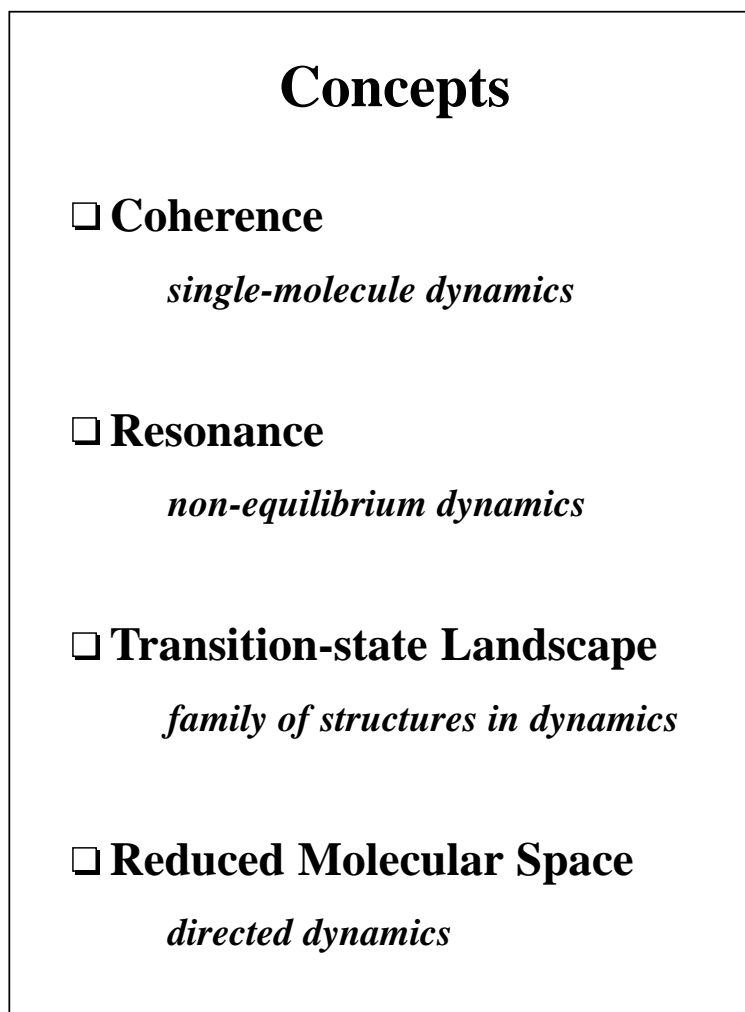 Concepts
❏ Coherence
single-molecule dynamics
❏ Resonance
non-equilibrium dynamics
❏ Transition-state Landscape
family of structures in dynamics
❏ Reduced Molecular Space
directed dynamics